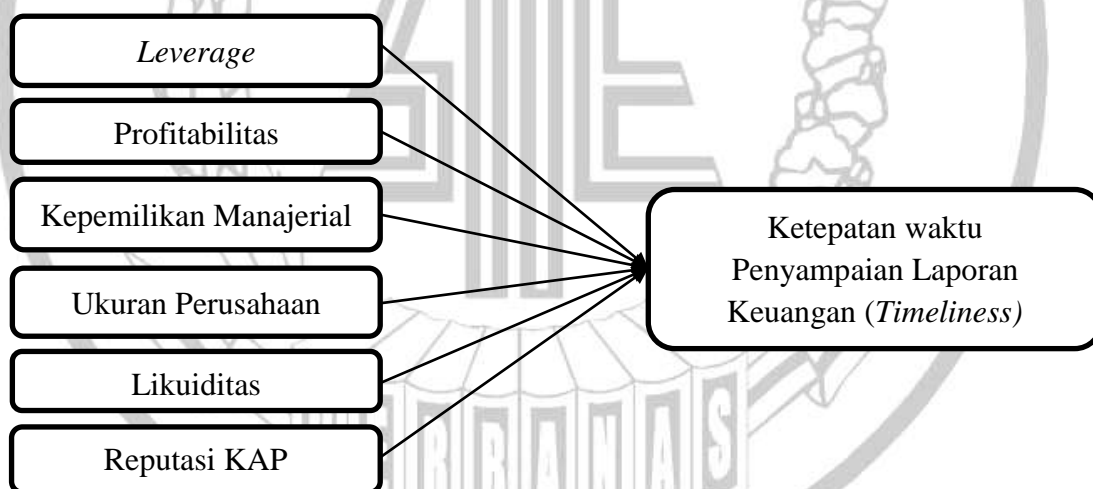 Leverage
Profitabilitas
Kepemilikan Manajerial
Ukuran Perusahaan
Likuiditas
Reputasi KAP
Ketepatan waktu
Penyampaian Laporan
Keuangan (Timeliness)